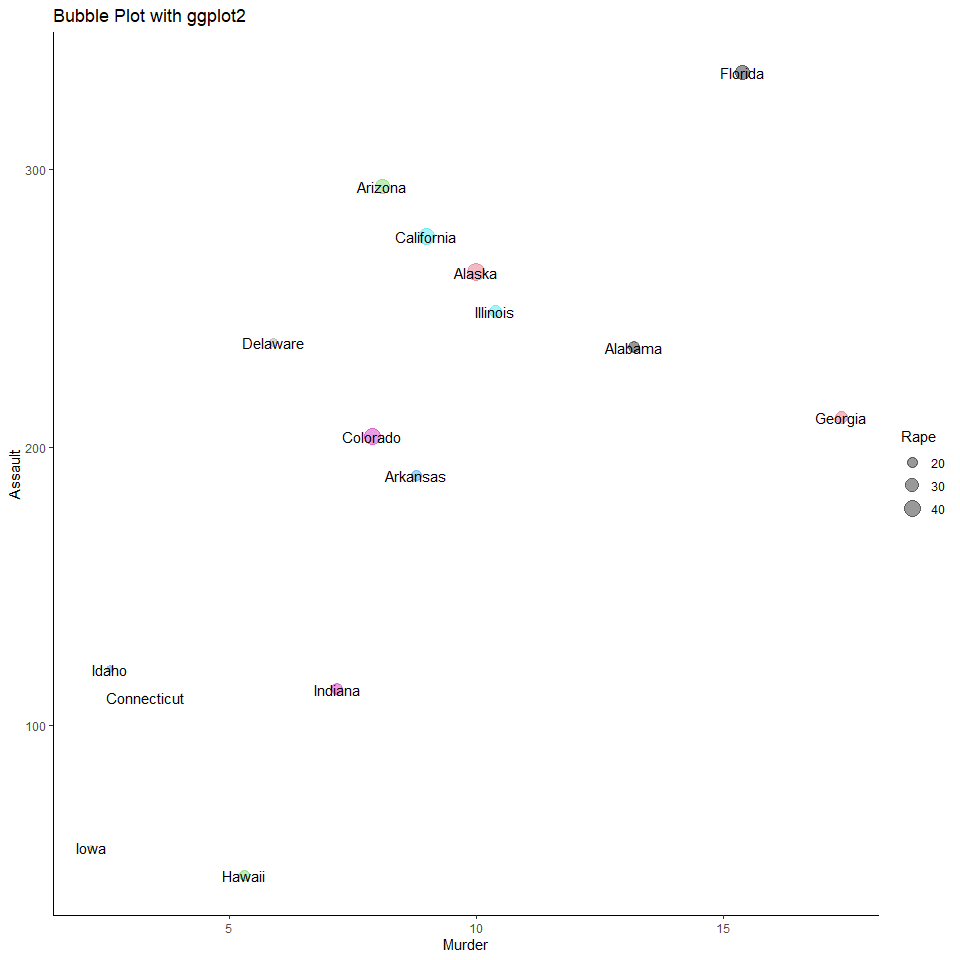 Bubble Plot with ggplot2
Florida
300
Arizona
California
Alaska
Illinois
Delaware
Alabama
Georgia
Rape
Colorado
200
20
Assault
Arkansas
30
40
Idaho
Indiana
Connecticut
100
Iowa
Hawaii
5
10
15
Murder